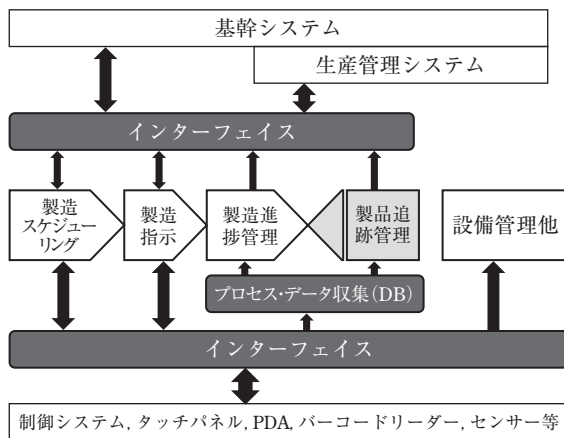 基幹システム
生産管理システム
インターフェイス
製造
スケジュー
リング
製造
指示
製造進
捗管理
製品追
跡管理
設備管理他
プロセス・データ収集(DB)
インターフェイス
制御システム, タッチパネル, PDA, バーコードリーダー, センサー等